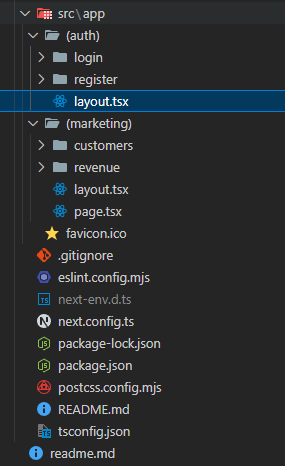 src\app
(auth)
login
register
layout.tsx
(marketing)
customers
revenue
layout.tsx
page.tsx
favicon.ico
.gitignore
eslint.config.mjs
next-env.d.ts
next.config.ts
package-lock.json
package.json
postcss.config.mjs
README.md
tsconfig.json
readme.md